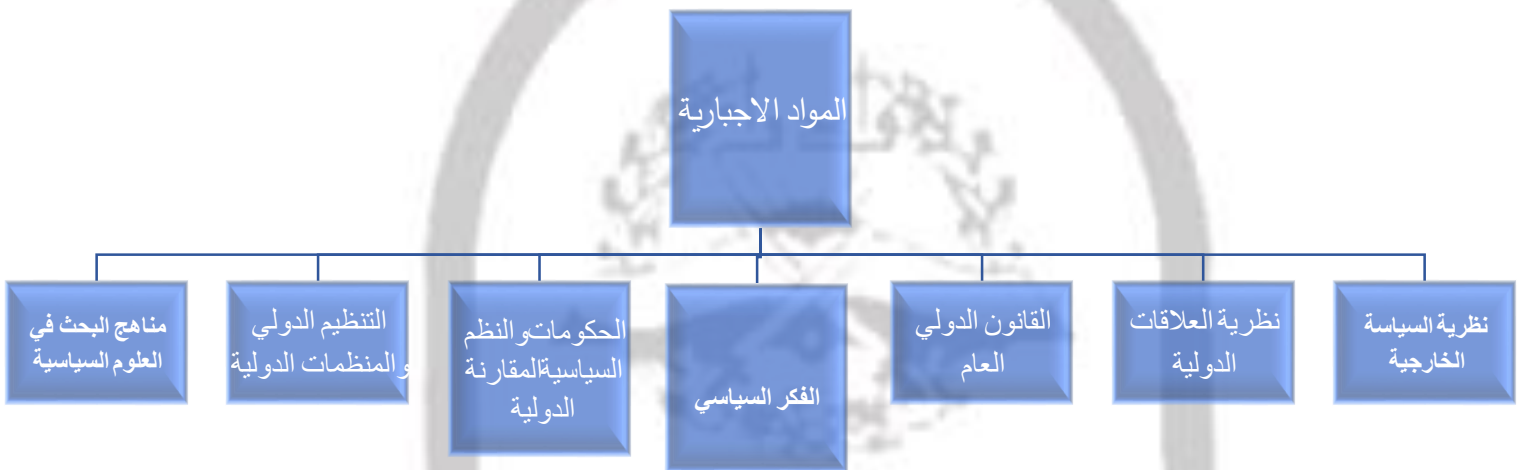 المواد الاجبارية
نظرية السياسة
الخارجية
نظرية العلاقات
الدولية
القانون الدولي
العام
الفكر السياسي
الحكومات والنظم
السياسية المقارنة
الدولية
التنظيم الدولي
والمنظمات الدولية
مناهج البحث في
العلوم السياسية